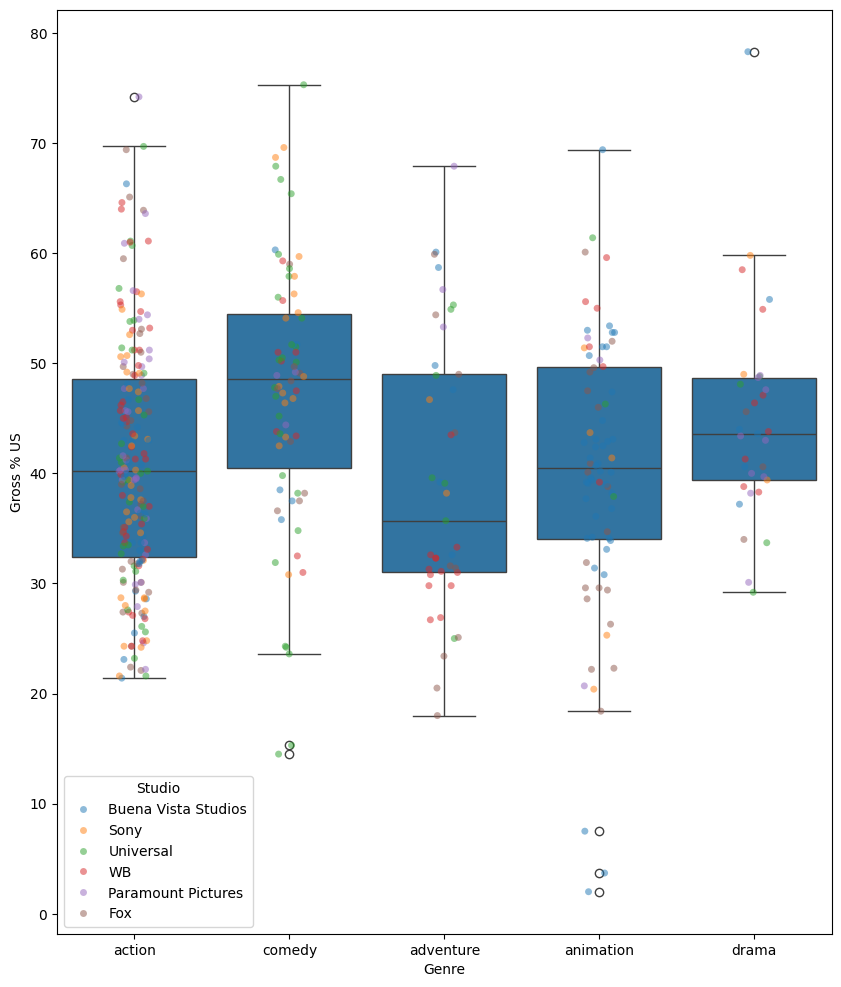 80
70
60
50
40
30
20
10
0
Gross % US
Studio
Buena Vista Studios
Sony
Universal
WB
Paramount Pictures
Fox
action
comedy
adventure
animation
drama
Genre